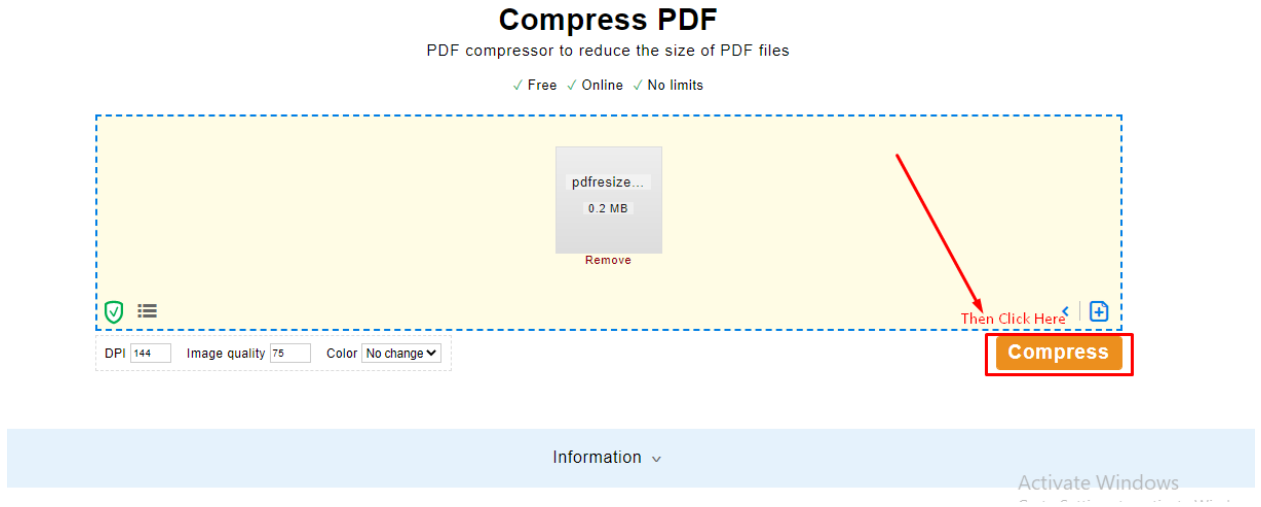 Compress PDF
PDF compressor to reduce the size of PDF files
✓ Free ✓ Online ✓ No limits
pdfresize...
0.2 MB
Remove
Then Click Here
DPI 144 Image quality 75 Color No change
Compress
Information
Activate Windows